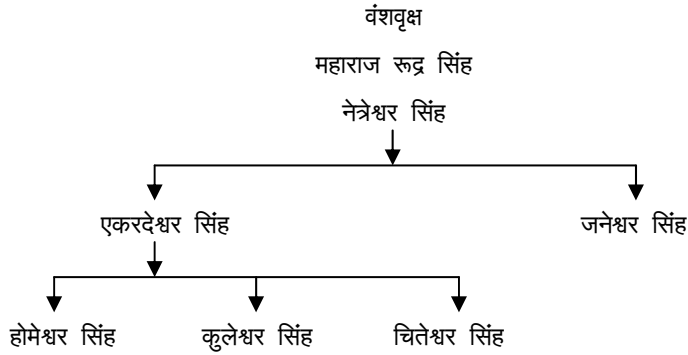 वंशवृक्ष
महाराज रूद्र सिंह
नेत्रेश्वर सिंह
एकरदेश्वर सिंह जनेश्वर सिंह
होमेश्वर सिंह कुलेश्वर सिंह चितेश्वर सिंह